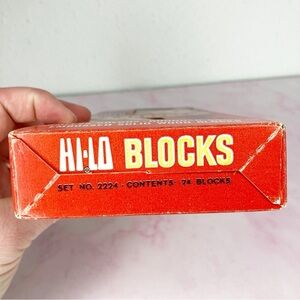 HI-LO BLOCKS
SET NO. 2224 - CONTENTS - 24 BLOCKS